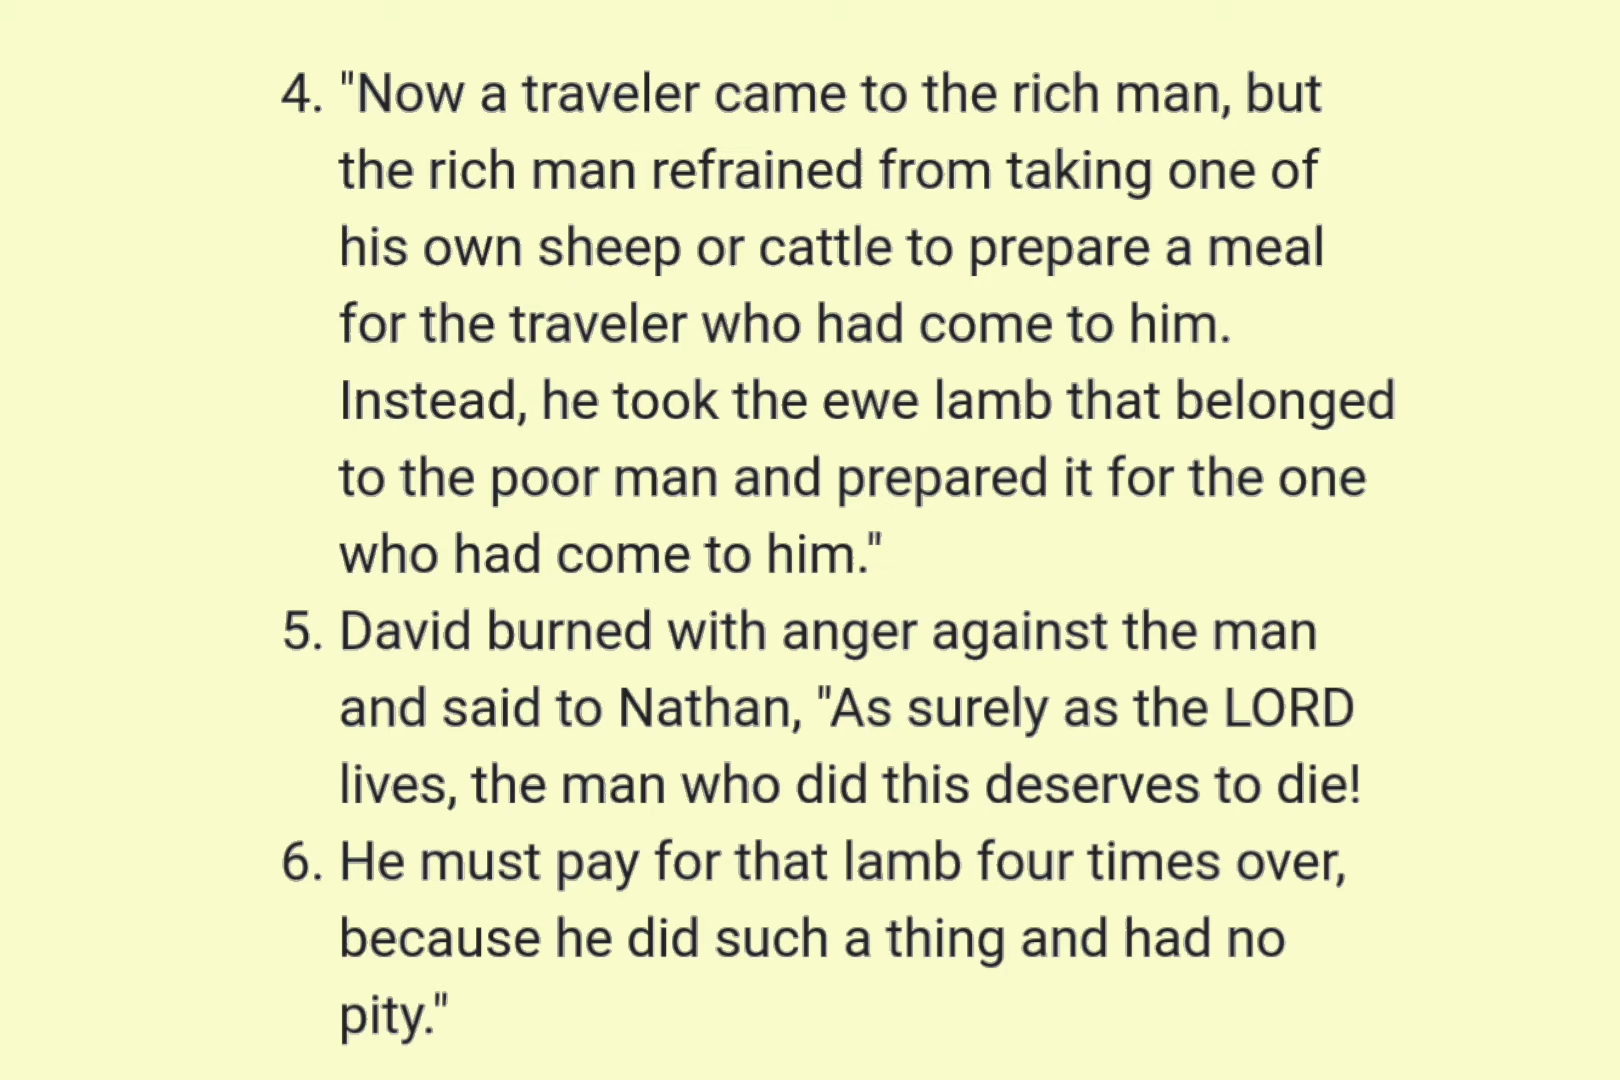 4. "Now a traveler came to the rich man, but
the rich man refrained from taking one of
his own sheep or cattle to prepare a meal
for the traveler who had come to him.
Instead, he took the ewe lamb that belonged
to the poor man and prepared it for the one
who had come to him."
5. David burned with anger against the man
and said to Nathan, "As surely as the LORD
lives, the man who did this deserves to die!
6. He must pay for that lamb four times over,
because he did such a thing and had no
pity."